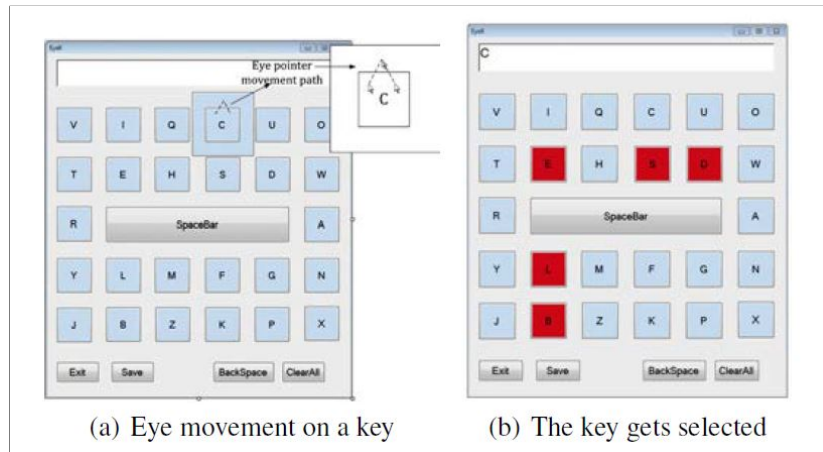 EyeK
Eye pointer
movement path
C
V I Q C U O
T E H S D W
R SpaceBar A
Y L M F G N
J B Z K P X
Exit Save BackSpace ClearAll
(a) Eye movement on a key
C
V I Q C U O
T E H S D W
R SpaceBar A
Y L M F G N
J B Z K P X
Exit Save BackSpace ClearAll
(b) The key gets selected